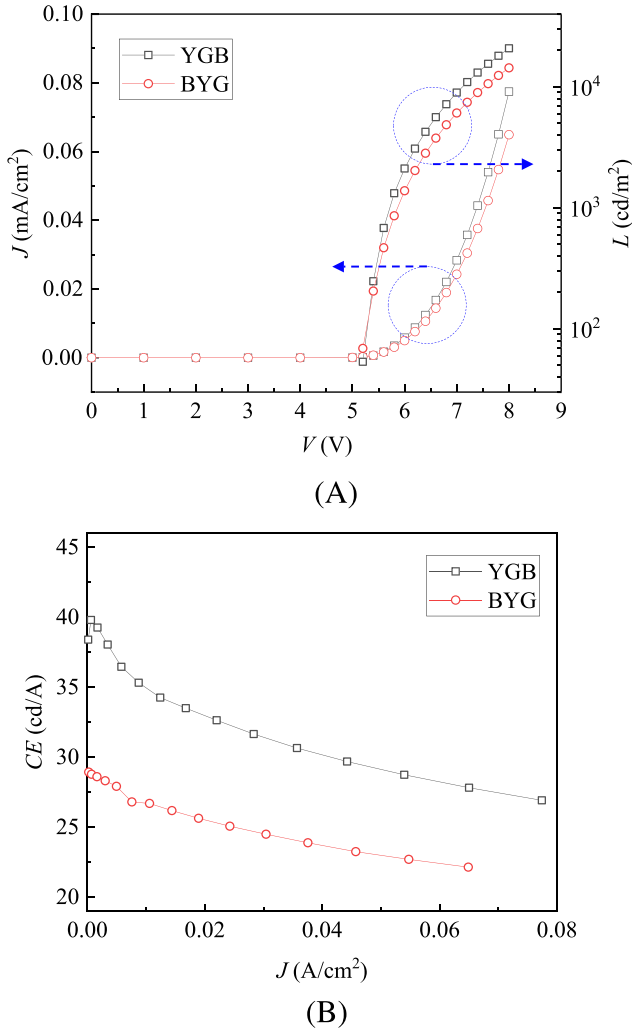 YGB
BYG
0.10
0.08
0.06
0.04
0.02
0.00
J (mA/cm²)
10⁴
10³
10²
L (cd/m²)
0 1 2 3 4 5 6 7 8 9
V (V)
(A)
YGB
BYG
45
40
35
30
25
20
CE (cd/A)
0.00 0.02 0.04 0.06 0.08
J (A/cm²)
(B)